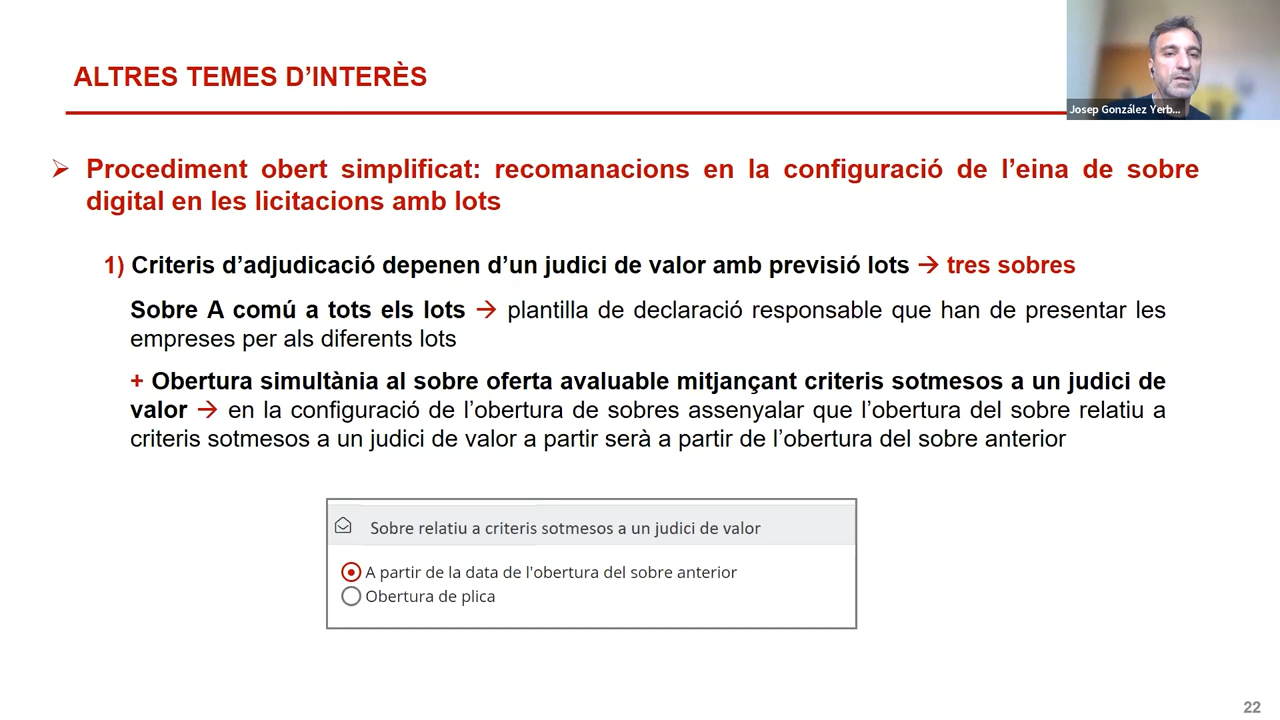 ALTRES TEMES D’INTERÈS
Josep González Yerb...
Procediment obert simplificat: recomanacions en la configuració de l’eina de sobre
digital en les licitacions amb lots
1) Criteris d’adjudicació depenen d’un judici de valor amb previsió lots → tres sobres
Sobre A comú a tots els lots → plantilla de declaració responsable que han de presentar les
empreses per als diferents lots
+ Obertura simultània al sobre oferta avaluable mitjançant criteris sotmesos a un judici de
valor → en la configuració de l’obertura de sobres assenyalar que l’obertura del sobre relatiu a
criteris sotmesos a un judici de valor a partir serà a partir de l’obertura del sobre anterior
Sobre relatiu a criteris sotmesos a un judici de valor
A partir de la data de l'obertura del sobre anterior
Obertura de plica
22